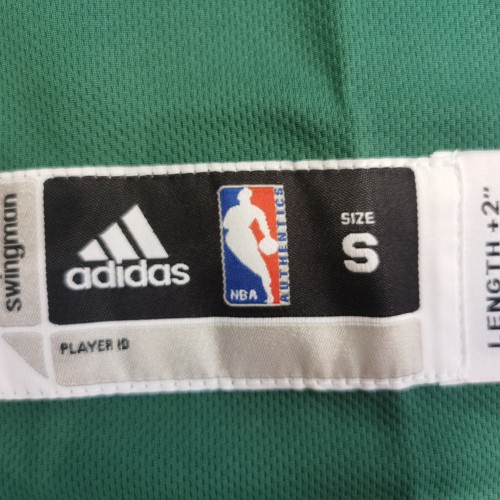 swingman
adidas
NBA
AUTHENTICS
SIZE
S
PLAYER ID
LENGTH +2"